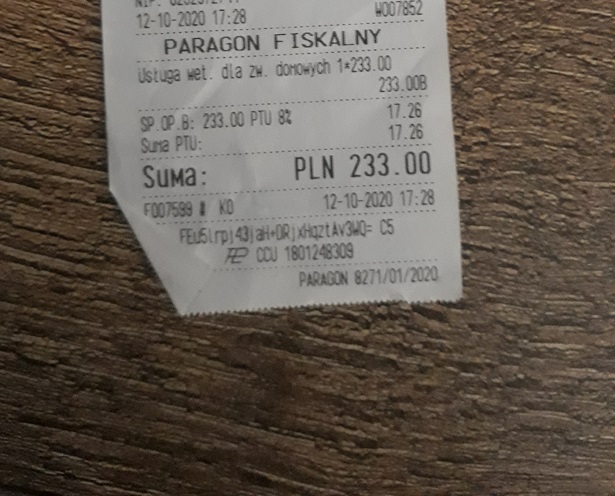 12-10-2020 17:28 W007852
PARAGON FISKALNY
Usługa wet. dla zw. domowych 1*233.00
233.00B
SP.OP.B: 233.00 PTU 8% 17.26
Suma PTU: 17.26
Suma: PLN 233.00
F007599 # KO 12-10-2020 17:28
CCU 1801248309
PARAGON 8271/01/2020